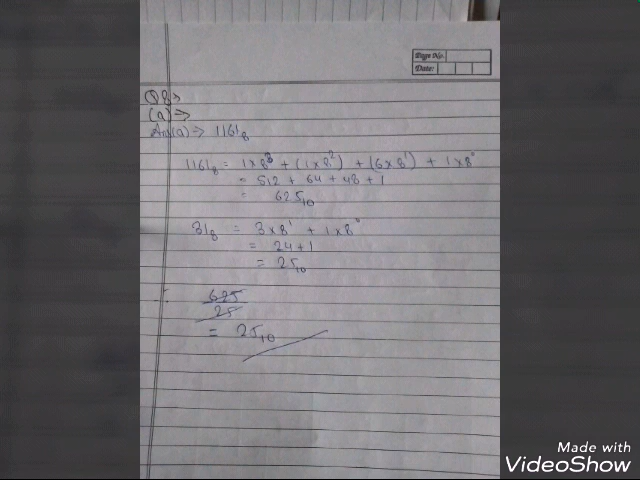 Page No.
Date:
Q8>
(a)⇒
Ans(a)⇒ 1161₈
1161₈ = 1×8³ + (1×8²) + (6×8¹) + 1×8⁰
= 512 + 64 + 48 + 1
= 625₁₀
31₈ = 3×8¹ + 1×8⁰
= 24+1
= 25₁₀
∴ 625
25
= 25₁₀
Made with
VideoShow